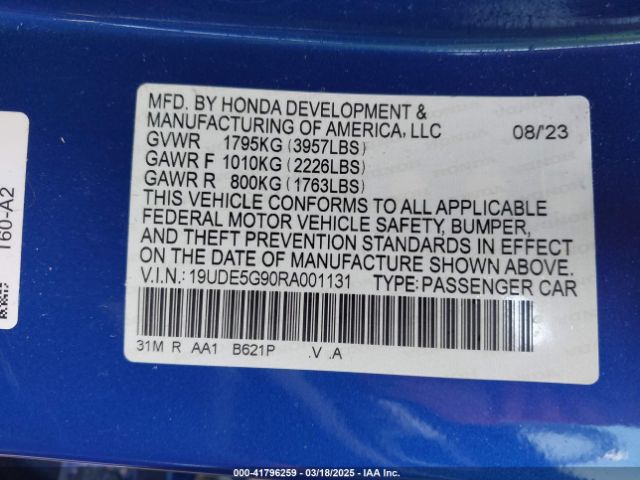 MFD. BY HONDA DEVELOPMENT &
MANUFACTURING OF AMERICA, LLC 08/'23
GVWR 1795KG (3957LBS)
GAWR F 1010KG (2226LBS)
GAWR R 800KG (1763LBS)
THIS VEHICLE CONFORMS TO ALL APPLICABLE
FEDERAL MOTOR VEHICLE SAFETY, BUMPER,
AND THEFT PREVENTION STANDARDS IN EFFECT
ON THE DATE OF MANUFACTURE SHOWN ABOVE.
V.I.N.: 19UDE5G90RA001131 TYPE: PASSENGER CAR
31M R AA1 B621P .V .A
T60-A2
000-41796259 | 03/18/2025 | IAA Inc.